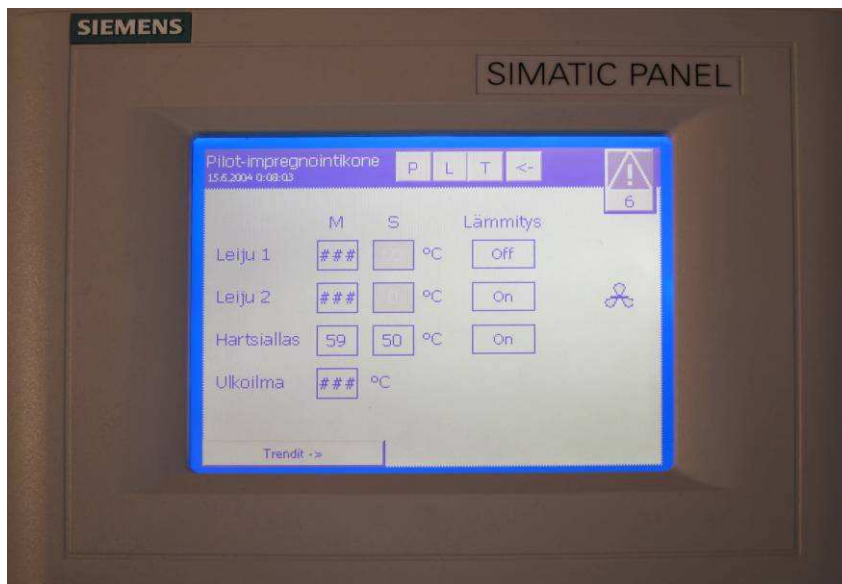 SIEMENS
SIMATIC PANEL
Pilot-impregnointikone P L T <-
15.6.2004 0:08:03
6
M S Lämmitys
Leiju 1 ### °C Off
Leiju 2 ### °C On
Hartsiallas 59 50 °C On
Ulkoilma ### °C
Trendit ->